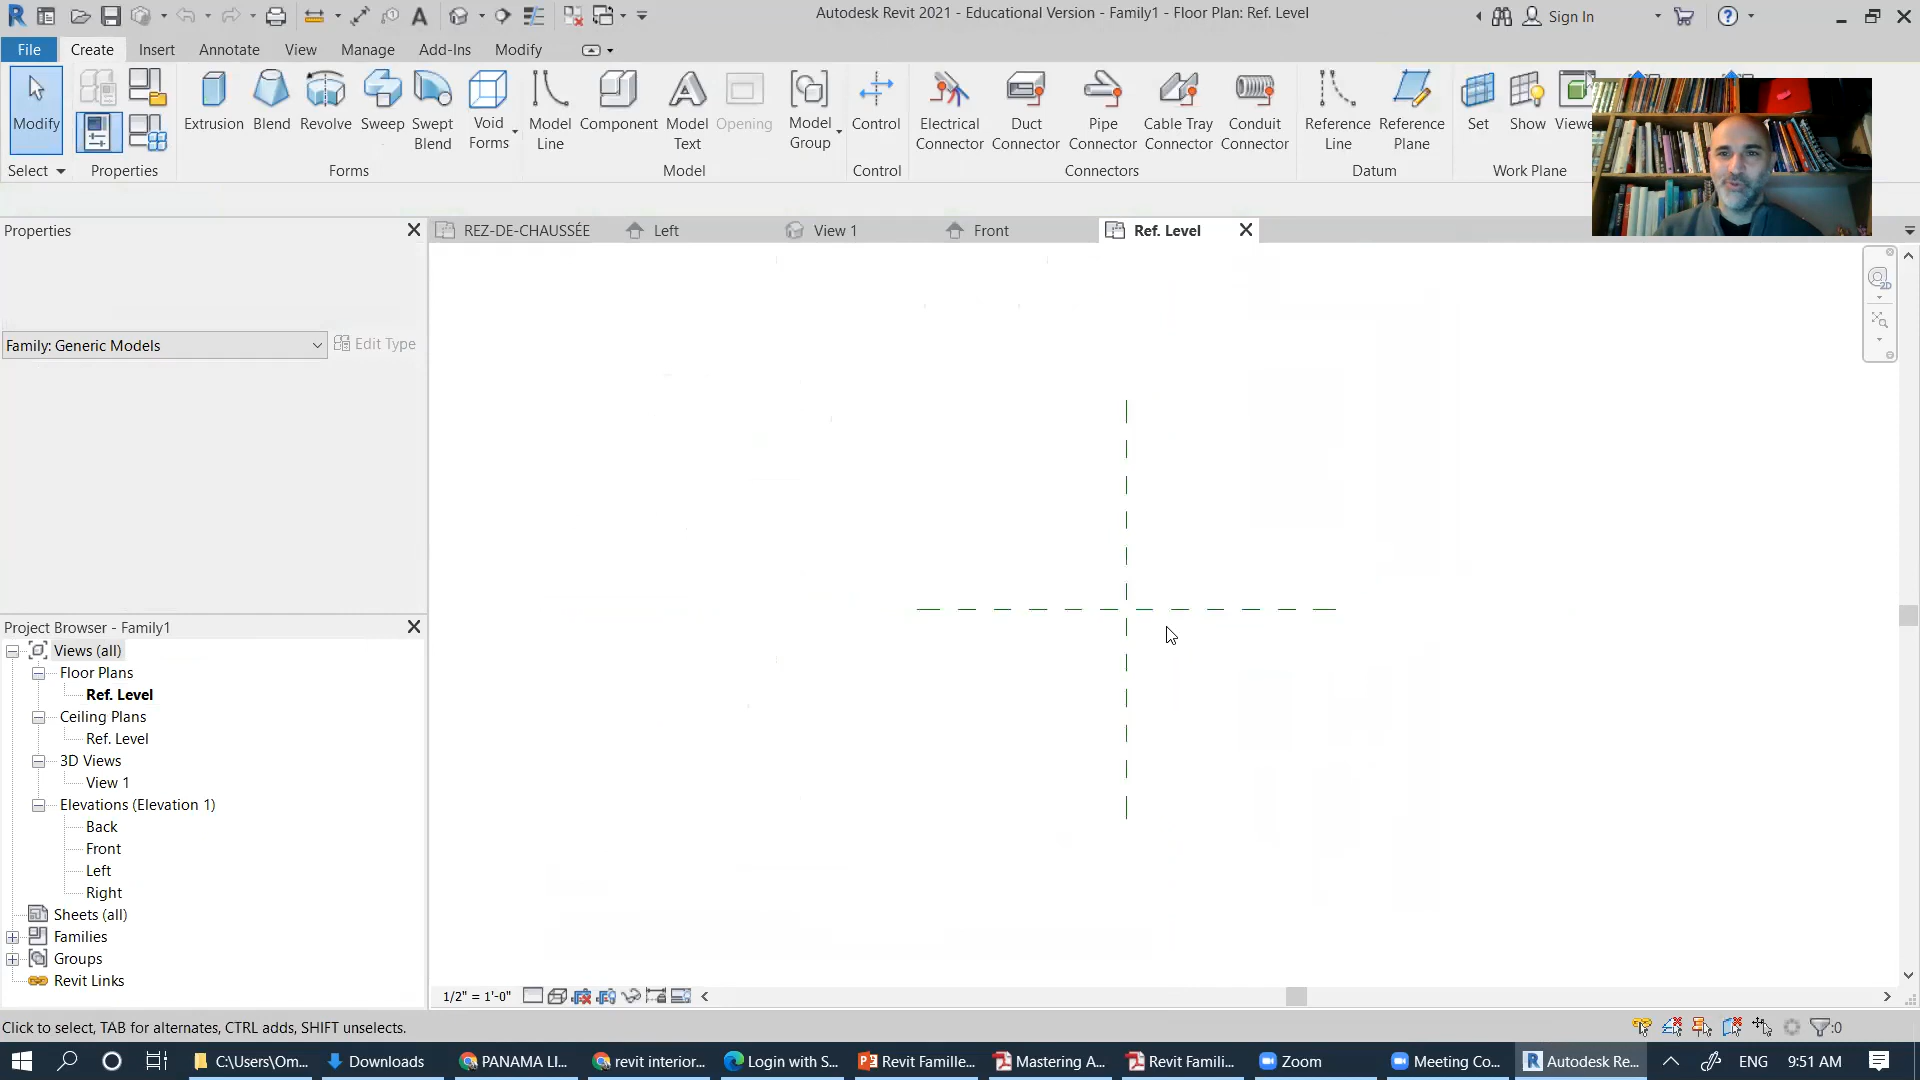 Autodesk Revit 2021 - Educational Version - Family1 - Floor Plan: Ref. Level
Sign In
File Create Insert Annotate View Manage Add-Ins Modify
Modify
Extrusion Blend Revolve Sweep Swept Blend Void Forms
Model Line Component Model Text Opening Model Group
Control
Electrical Connector Duct Connector Pipe Connector Cable Tray Connector Conduit Connector
Reference Line Reference Plane
Set Show Viewe
Select Properties Forms Model Control Connectors Datum Work Plane
Properties
REZ-DE-CHAUSSÉE Left View 1 Front Ref. Level
2D
Family: Generic Models Edit Type
Project Browser - Family1
Views (all)
Floor Plans
Ref. Level
Ceiling Plans
Ref. Level
3D Views
View 1
Elevations (Elevation 1)
Back
Front
Left
Right
Sheets (all)
Families
Groups
Revit Links
1/2" = 1'-0"
Click to select, TAB for alternates, CTRL adds, SHIFT unselects.
:0
C:\Users\Om... Downloads PANAMA LI... revit interior... Login with S... Revit Famille... Mastering A... Revit Famili... Zoom Meeting Co... Autodesk Re... ENG 9:51 AM